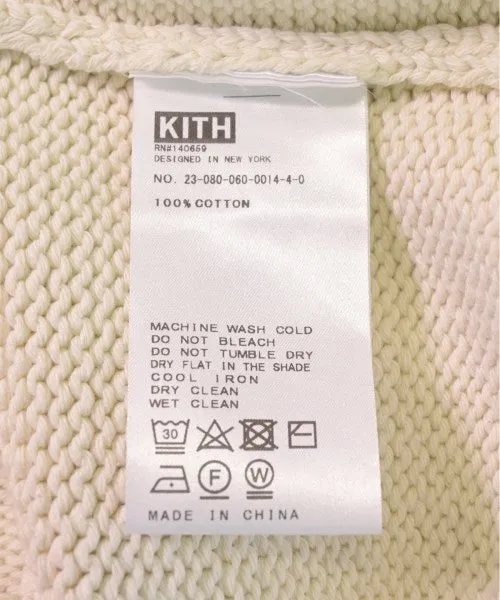 KITH
RN#140659
DESIGNED IN NEW YORK
NO. 23-080-060-0014-4-0
100% COTTON
MACHINE WASH COLD
DO NOT BLEACH
DO NOT TUMBLE DRY
DRY FLAT IN THE SHADE
COOL IRON
DRY CLEAN
WET CLEAN
30
F W
MADE IN CHINA